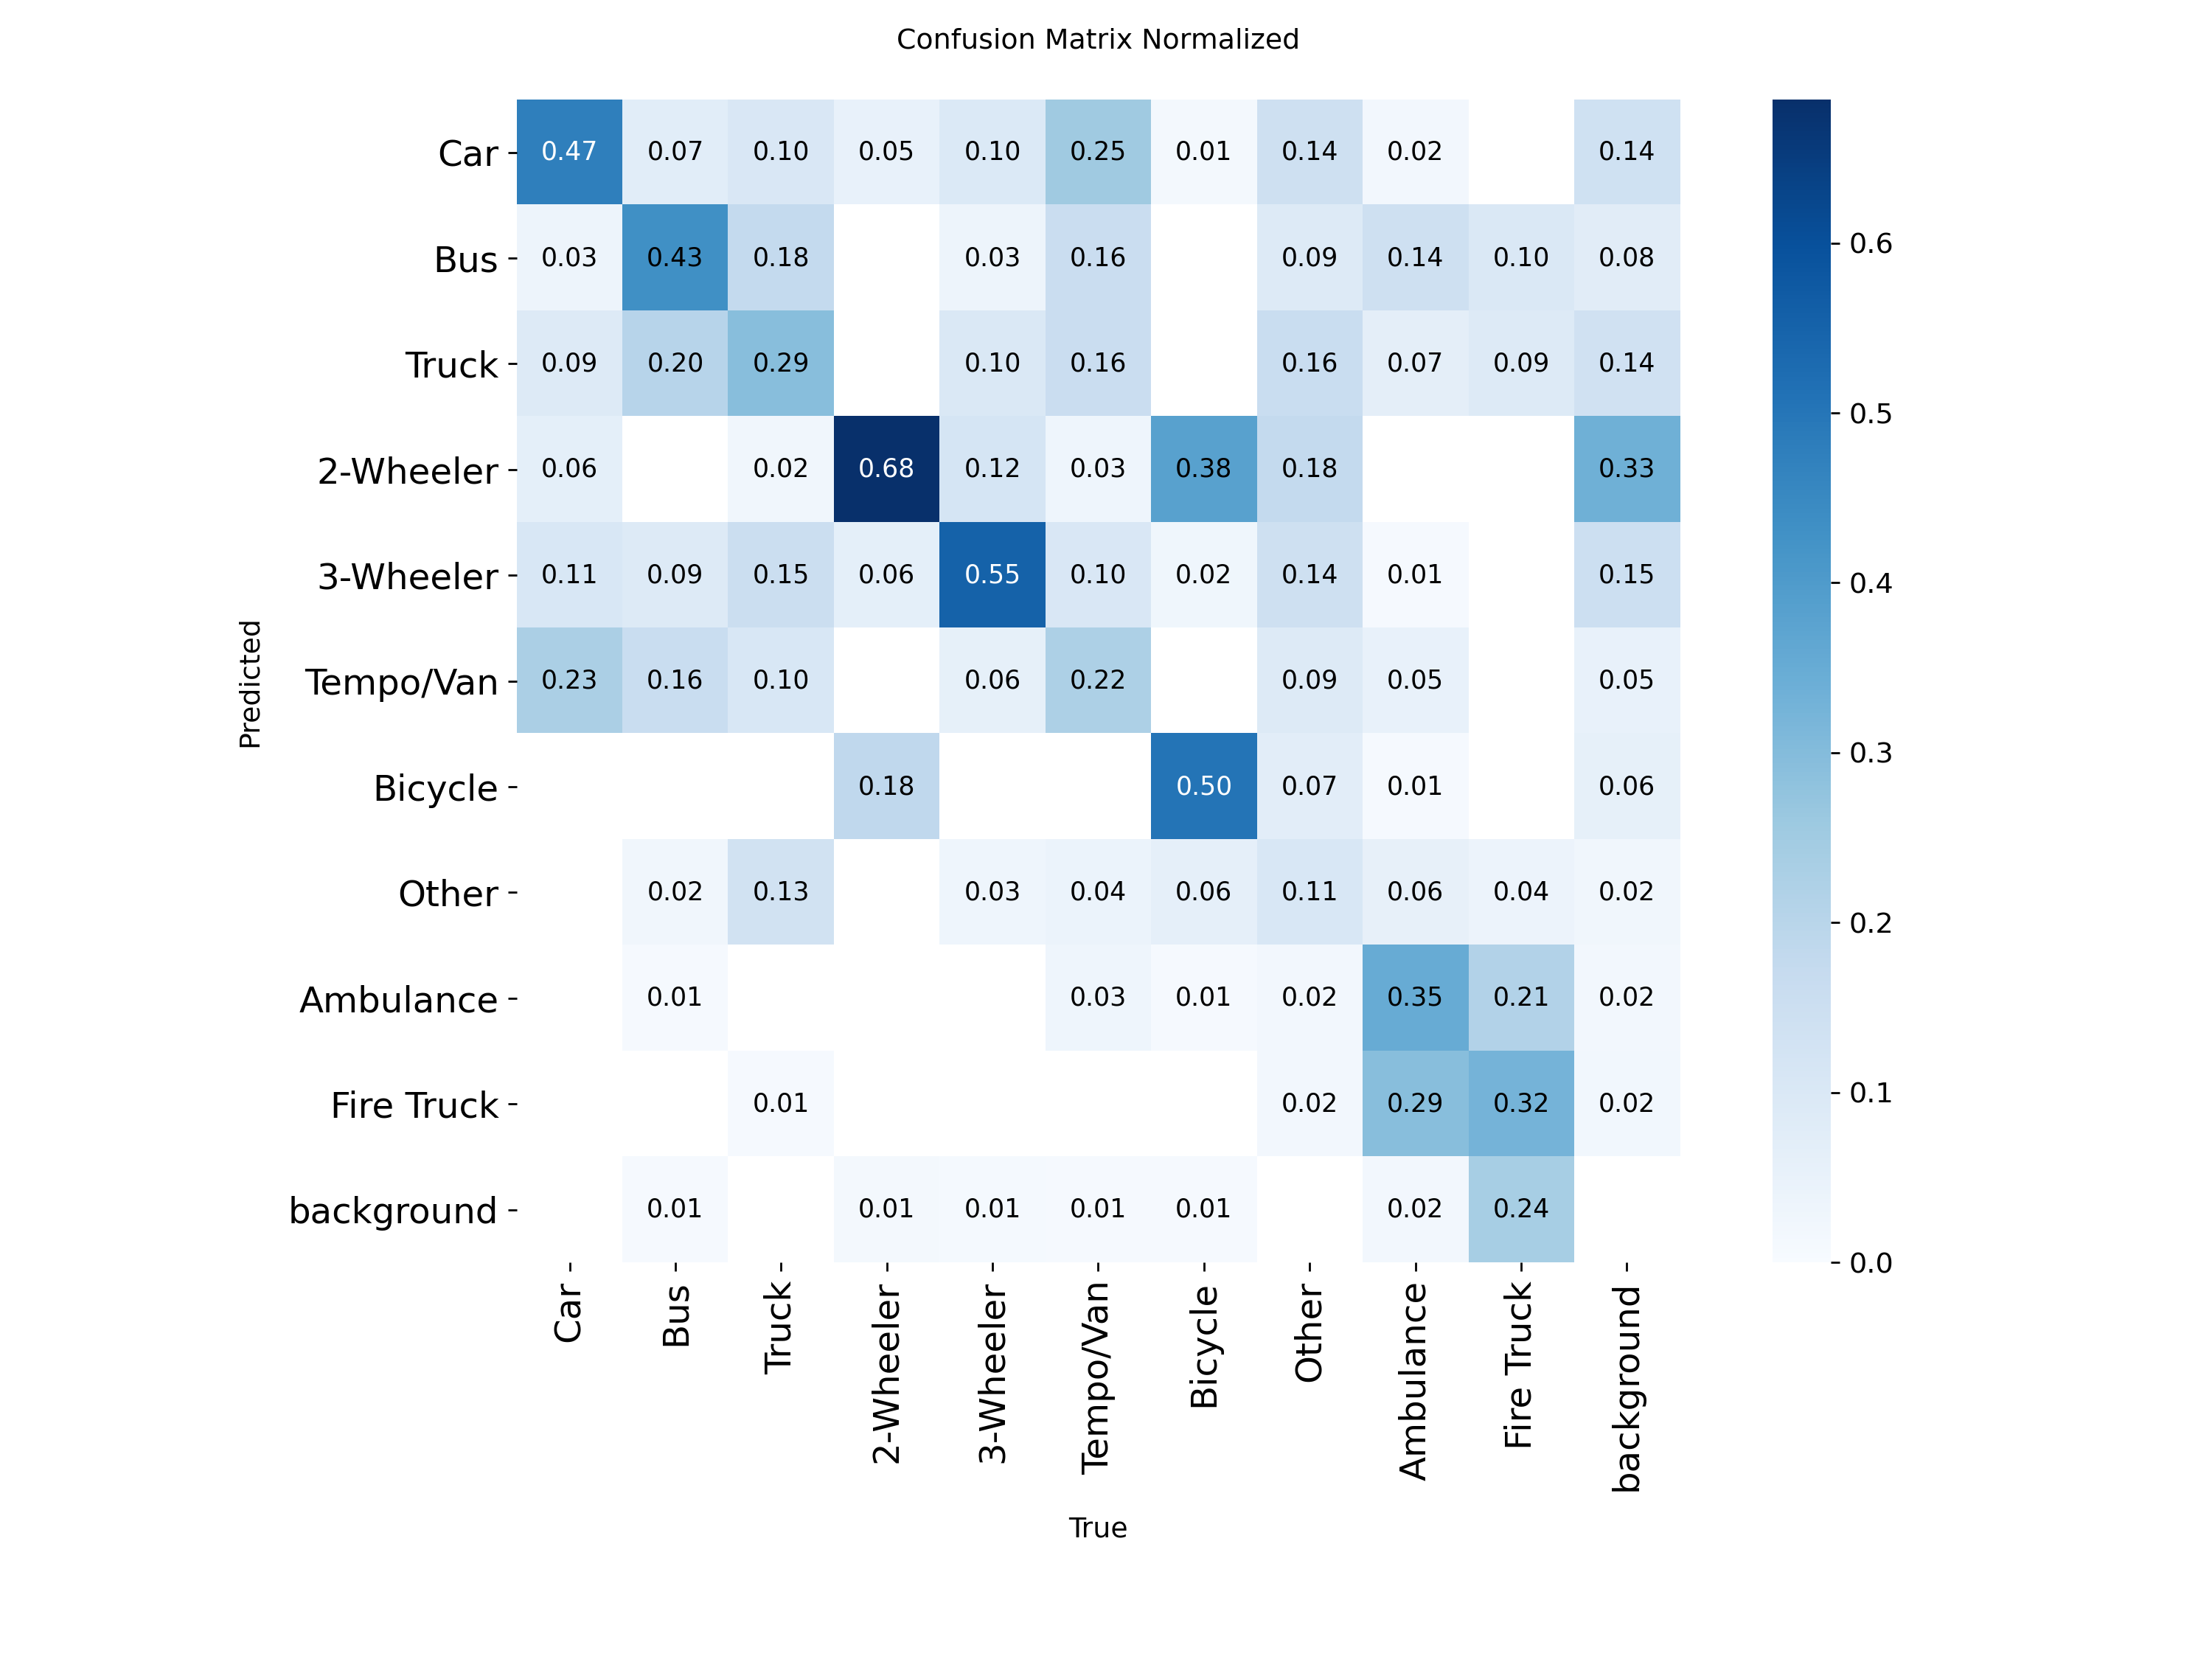 Confusion Matrix Normalized
Car 0.47 0.07 0.10 0.05 0.10 0.25 0.01 0.14 0.02 0.14
Bus 0.03 0.43 0.18 0.03 0.16 0.09 0.14 0.10 0.08 0.6
Truck 0.09 0.20 0.29 0.10 0.16 0.16 0.07 0.09 0.14 0.5
2-Wheeler 0.06 0.02 0.68 0.12 0.03 0.38 0.18 0.33
3-Wheeler 0.11 0.09 0.15 0.06 0.55 0.10 0.02 0.14 0.01 0.15 0.4
Predicted
Tempo/Van 0.23 0.16 0.10 0.06 0.22 0.09 0.05 0.05
0.3
Bicycle 0.18 0.50 0.07 0.01 0.06
Other 0.02 0.13 0.03 0.04 0.06 0.11 0.06 0.04 0.02 0.2
Ambulance 0.01 0.03 0.01 0.02 0.35 0.21 0.02
Fire Truck 0.01 0.02 0.29 0.32 0.02 0.1
background 0.01 0.01 0.01 0.01 0.01 0.02 0.24
0.0
Car Bus Truck 2-Wheeler 3-Wheeler Tempo/Van Bicycle Other Ambulance Fire Truck background
True